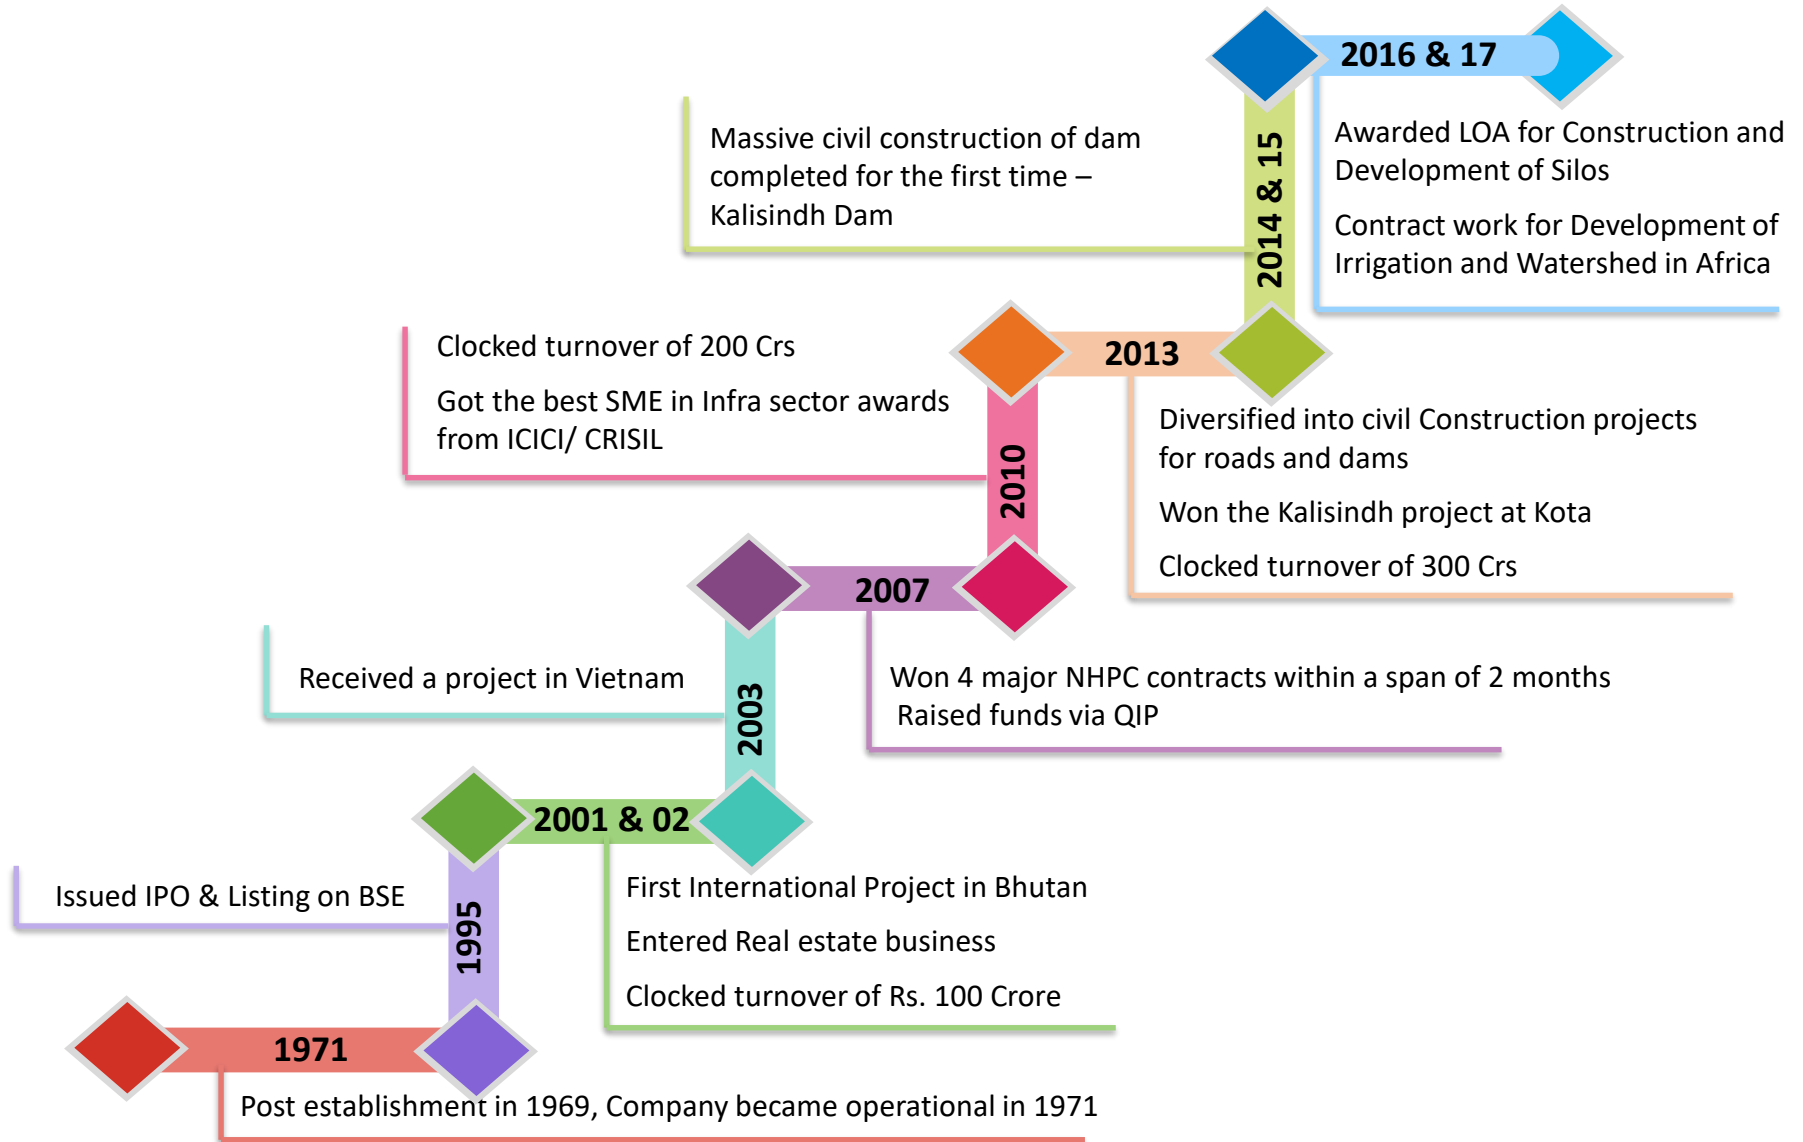 2016 & 17
Awarded LOA for Construction and
Development of Silos
Contract work for Development of
Irrigation and Watershed in Africa
Massive civil construction of dam
completed for the first time –
Kalisindh Dam
2014 & 15
2013
Diversified into civil Construction projects
for roads and dams
Won the Kalisindh project at Kota
Clocked turnover of 300 Crs
Clocked turnover of 200 Crs
Got the best SME in Infra sector awards
from ICICI/ CRISIL
2010
2007
Won 4 major NHPC contracts within a span of 2 months
Raised funds via QIP
Received a project in Vietnam
2003
2001 & 02
First International Project in Bhutan
Entered Real estate business
Clocked turnover of Rs. 100 Crore
Issued IPO & Listing on BSE
1995
1971
Post establishment in 1969, Company became operational in 1971